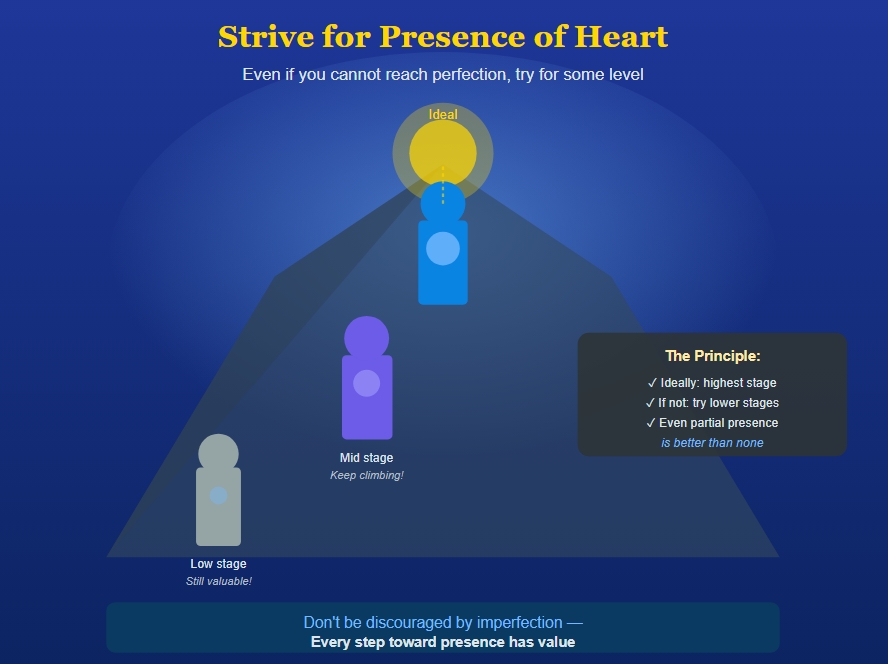 Strive for Presence of Heart
Even if you cannot reach perfection, try for some level
Ideal
The Principle:
✓ Ideally: highest stage
✓ If not: try lower stages
✓ Even partial presence
is better than none
Mid stage
Keep climbing!
Low stage
Still valuable!
Don't be discouraged by imperfection —
Every step toward presence has value